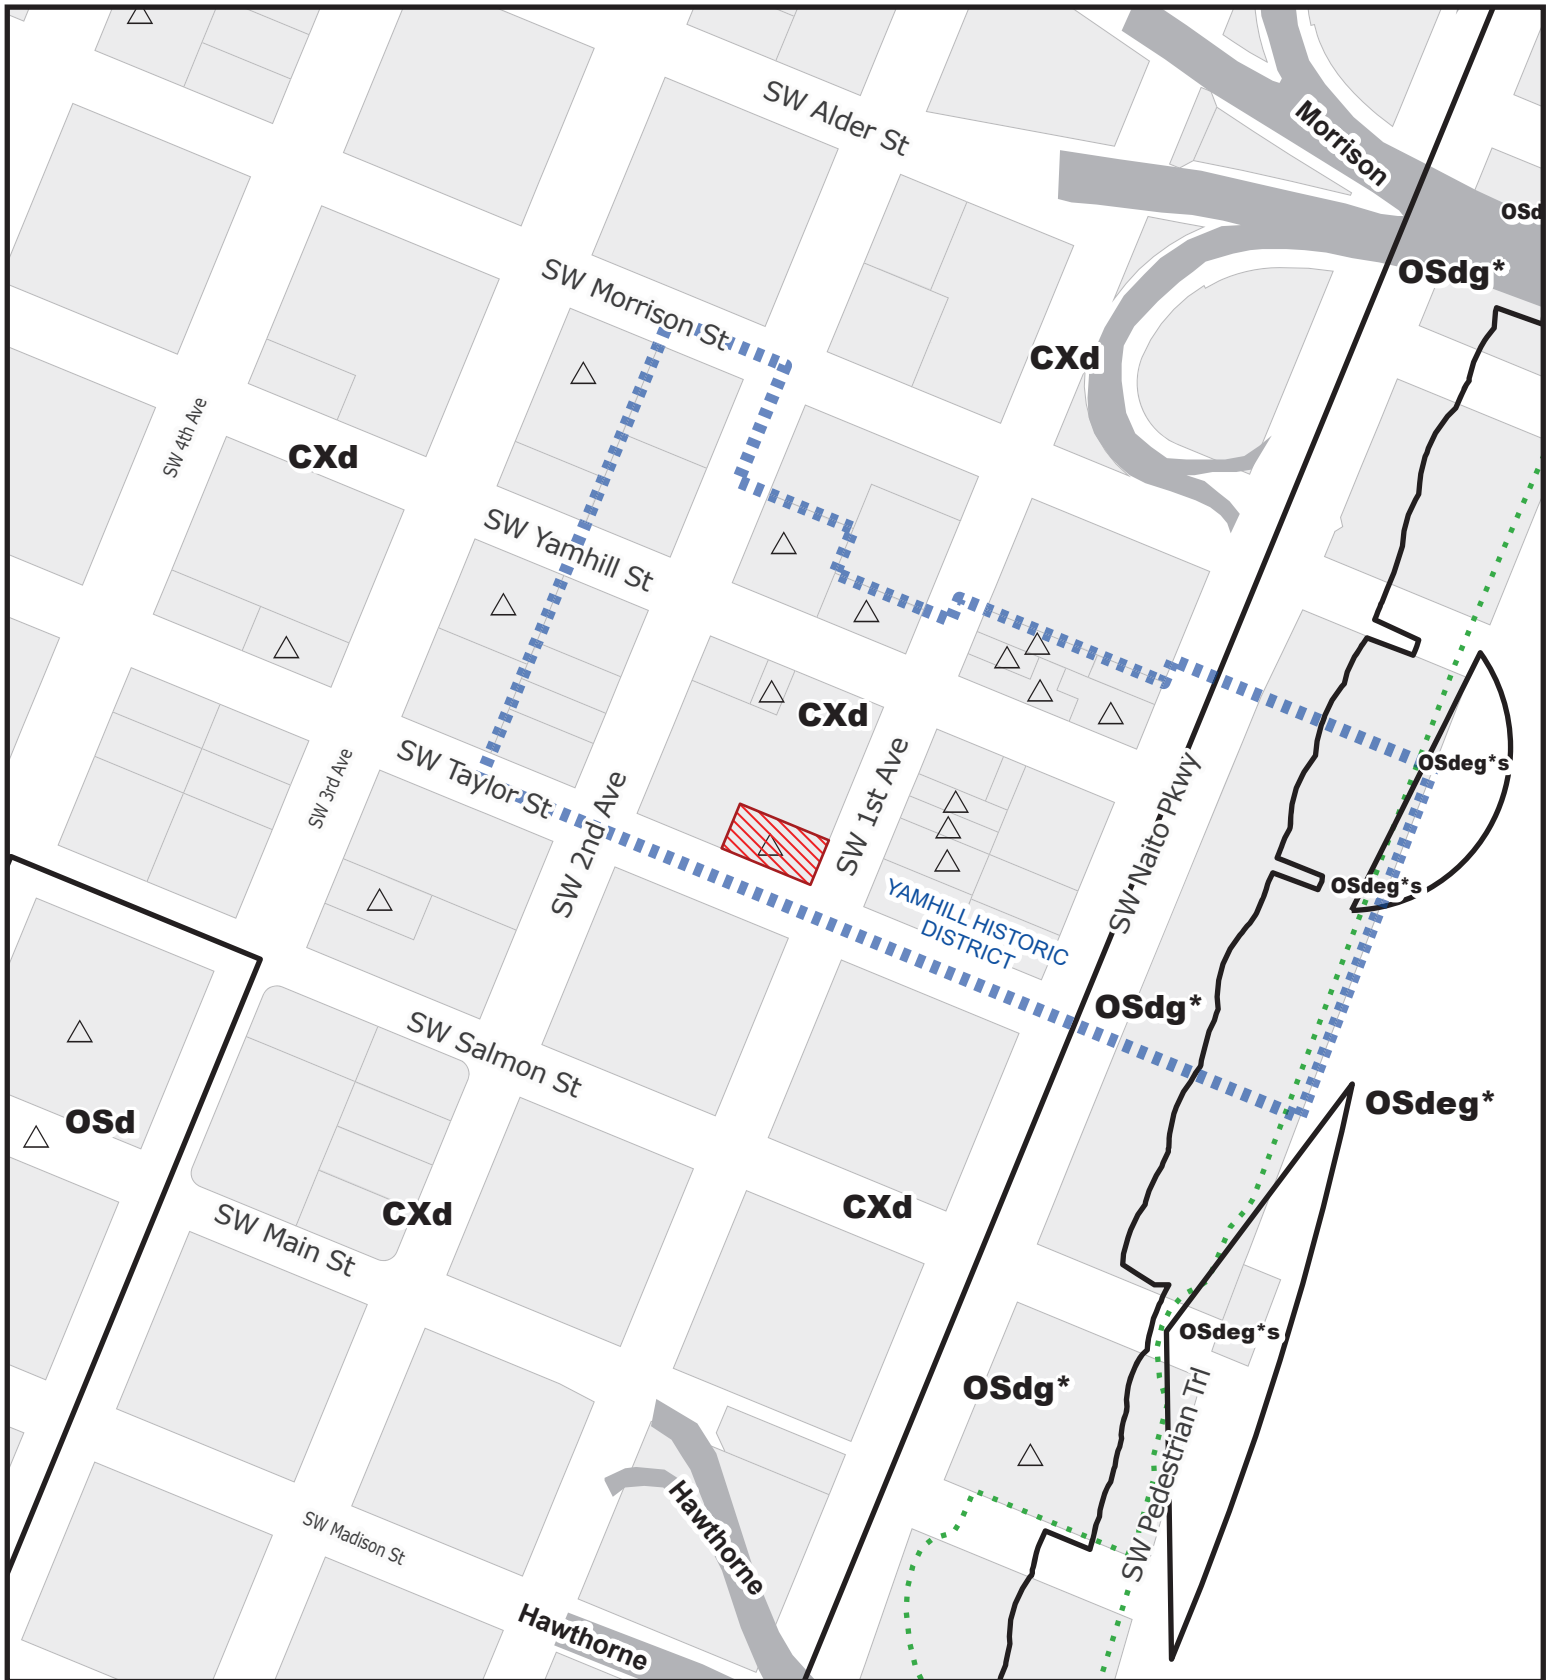 SW Alder St
Morrison
OSd
OSdg*
SW Morrison St
CXd
SW 4th Ave
CXd
SW Yamhill St
CXd
SW Taylor St
SW 3rd Ave
SW 2nd Ave
SW 1st Ave
SW Naito Pkwy
OSdeg*s
OSdeg*s
YAMHILL HISTORIC
DISTRICT
OSdg*
SW Salmon St
OSdeg*
OSd
CXd
CXd
SW Main St
OSdeg*s
OSdg*
SW Pedestrian Trl
Hawthorne
SW Madison St
Hawthorne